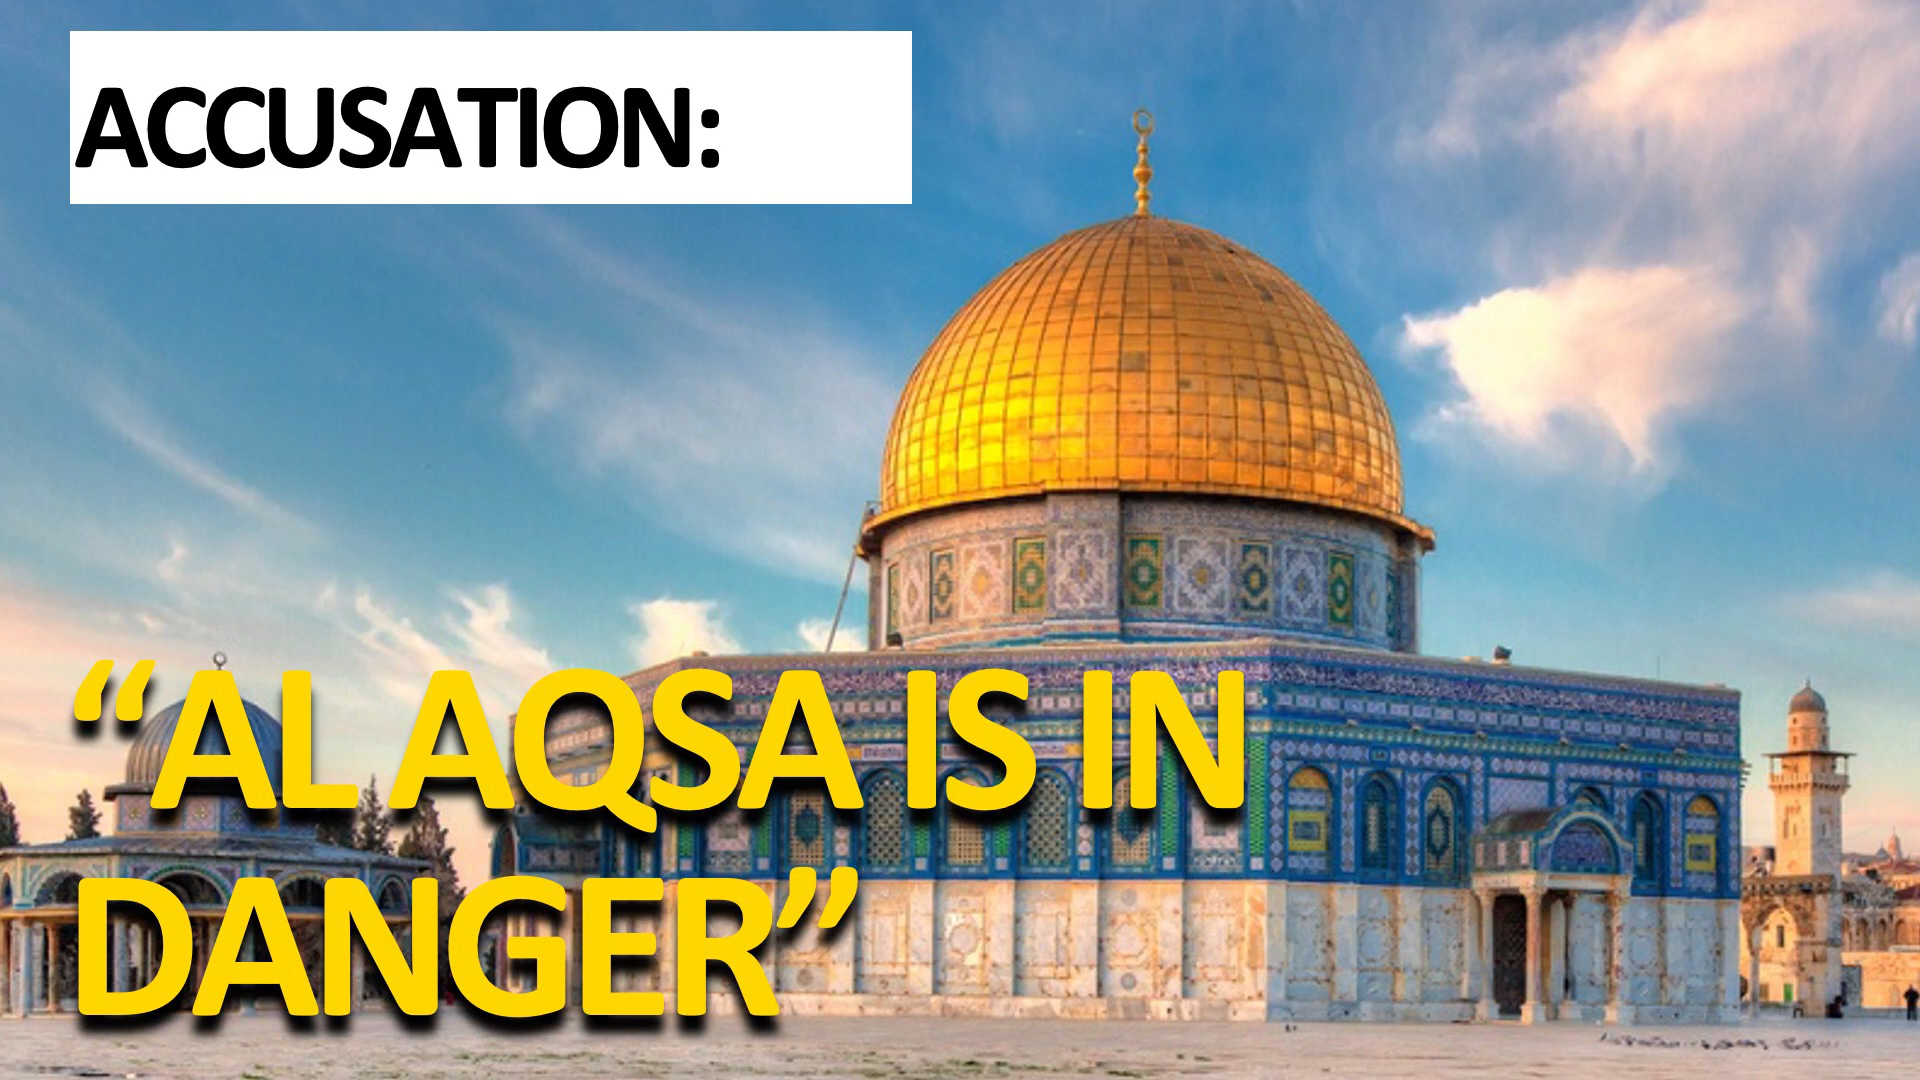 ACCUSATION:
“AL AQSA IS IN
DANGER”